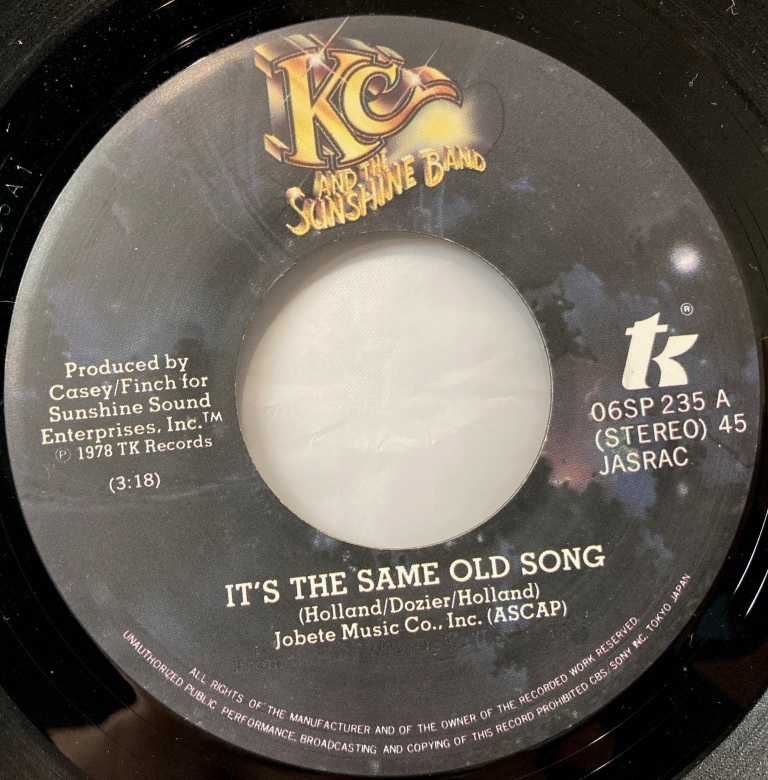 KC
AND THE
SUNSHINE BAND
Produced by
Casey/Finch for
Sunshine Sound
Enterprises, Inc.™
℗ 1978 TK Records
(3:18)
tk®
06SP 235 A
(STEREO) 45
JASRAC
IT'S THE SAME OLD SONG
(Holland/Dozier/Holland)
Jobete Music Co., Inc. (ASCAP)
ALL RIGHTS OF THE MANUFACTURER AND OF THE OWNER OF THE RECORDED WORK RESERVED.
UNAUTHORIZED PUBLIC PERFORMANCE, BROADCASTING AND COPYING OF THIS RECORD PROHIBITED CBS. SONY INC. TOKYO JAPAN